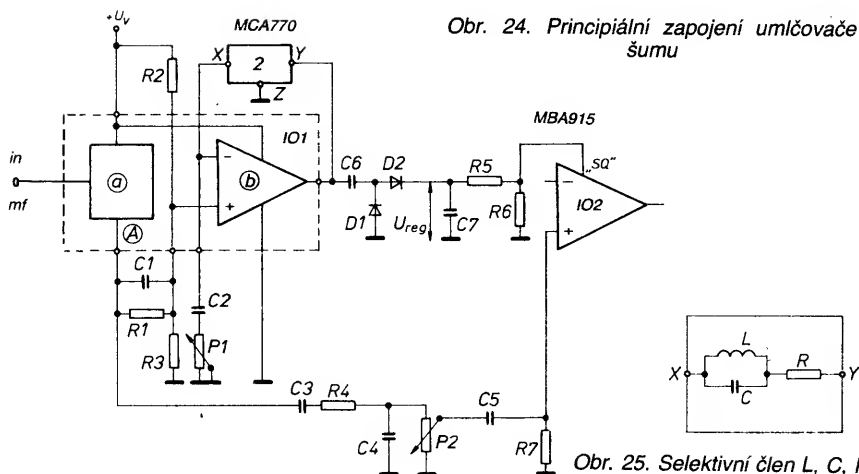 +Uv
MCA770
Obr. 24. Principiální zapojení umlčovače
šumu
X
Y
2
Z
R2
IO1
MBA915
in
mf
a
A
b
−
+
C6
D2
D1
Ureg
C7
R5
R6
„SQ"
−
+
IO2
C1
R1
R3
C2
P1
C3
R4
C4
P2
C5
R7
L
X
C
R
Y
Obr. 25. Selektivní člen L, C, R